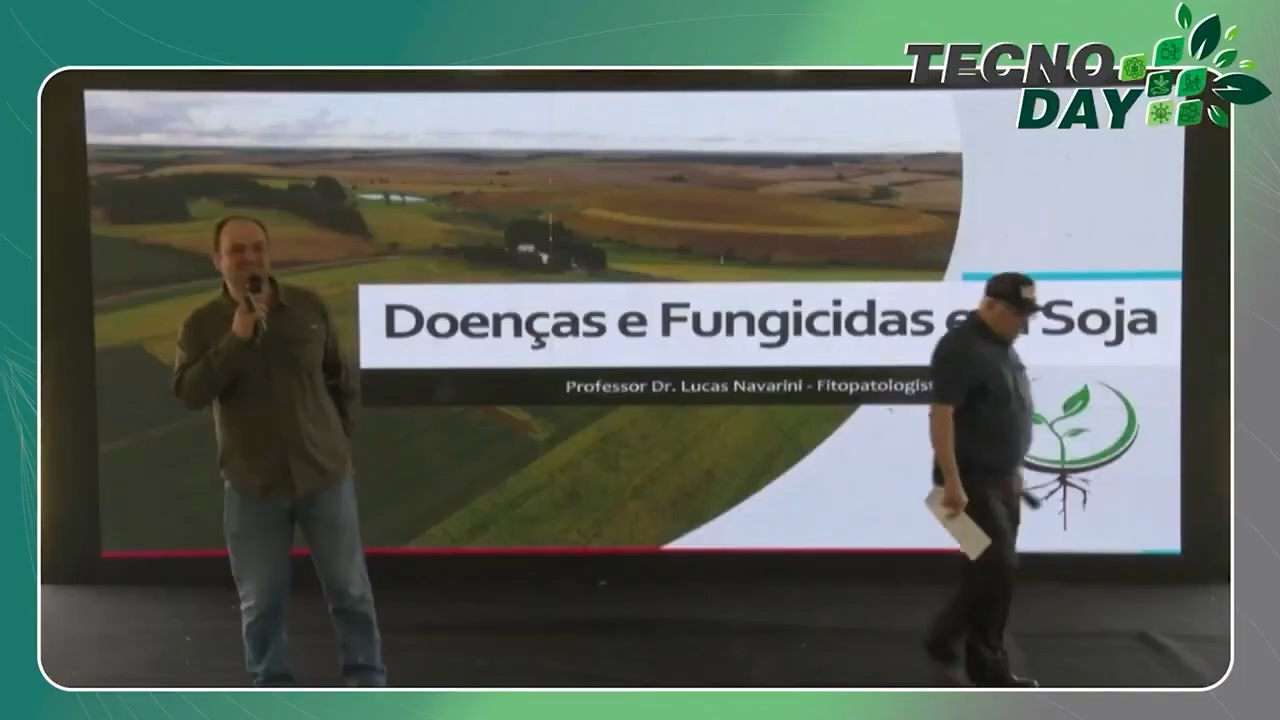 TECNO
DAY
Doenças e Fungicidas Soja
Professor Dr. Lucas Navarini - Fitopatologist